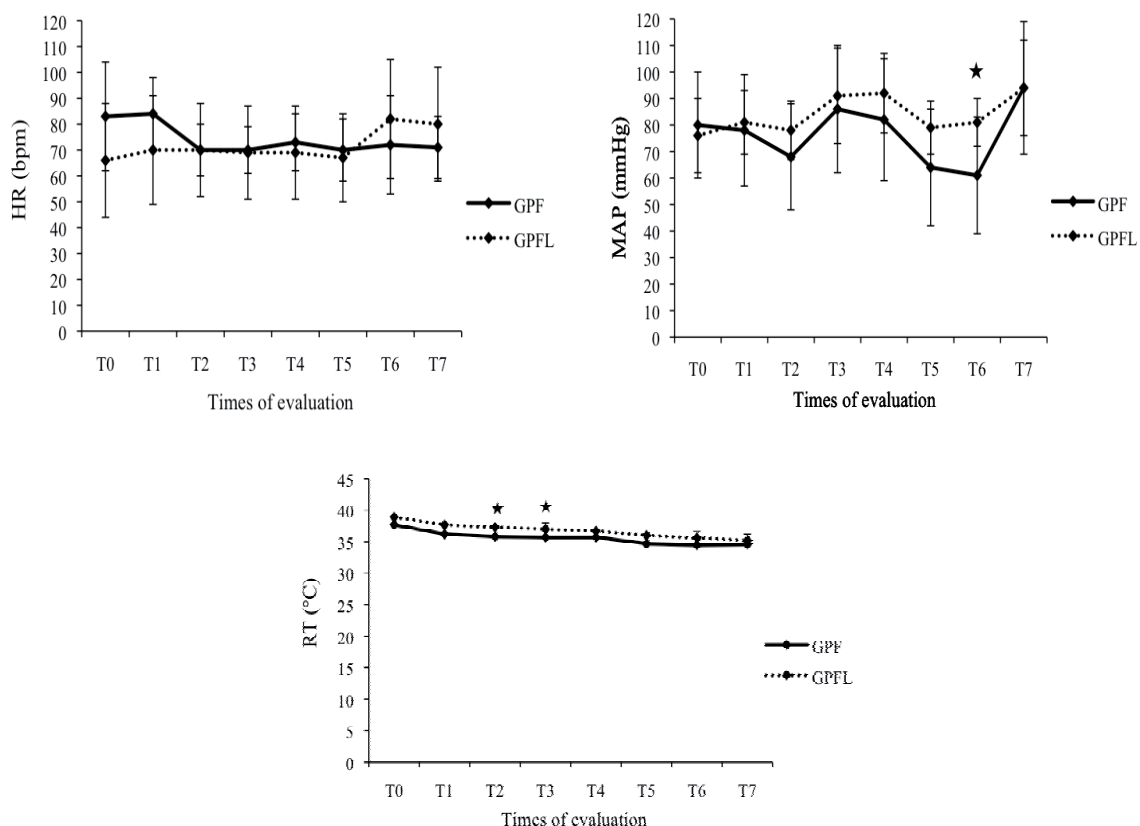 HR (bpm)
120
110
100
90
80
70
60
50
40
30
20
10
0
T0 T1 T2 T3 T4 T5 T6 T7
Times of evaluation
GPF
GPFL
MAP (mmHg)
120
110
100
90
80
70
60
50
40
30
20
10
0
T0 T1 T2 T3 T4 T5 T6 T7
Times of evaluation
GPF
GPFL
RT (°C)
45
40
35
30
25
20
15
10
5
0
T0 T1 T2 T3 T4 T5 T6 T7
Times of evaluation
GPF
GPFL